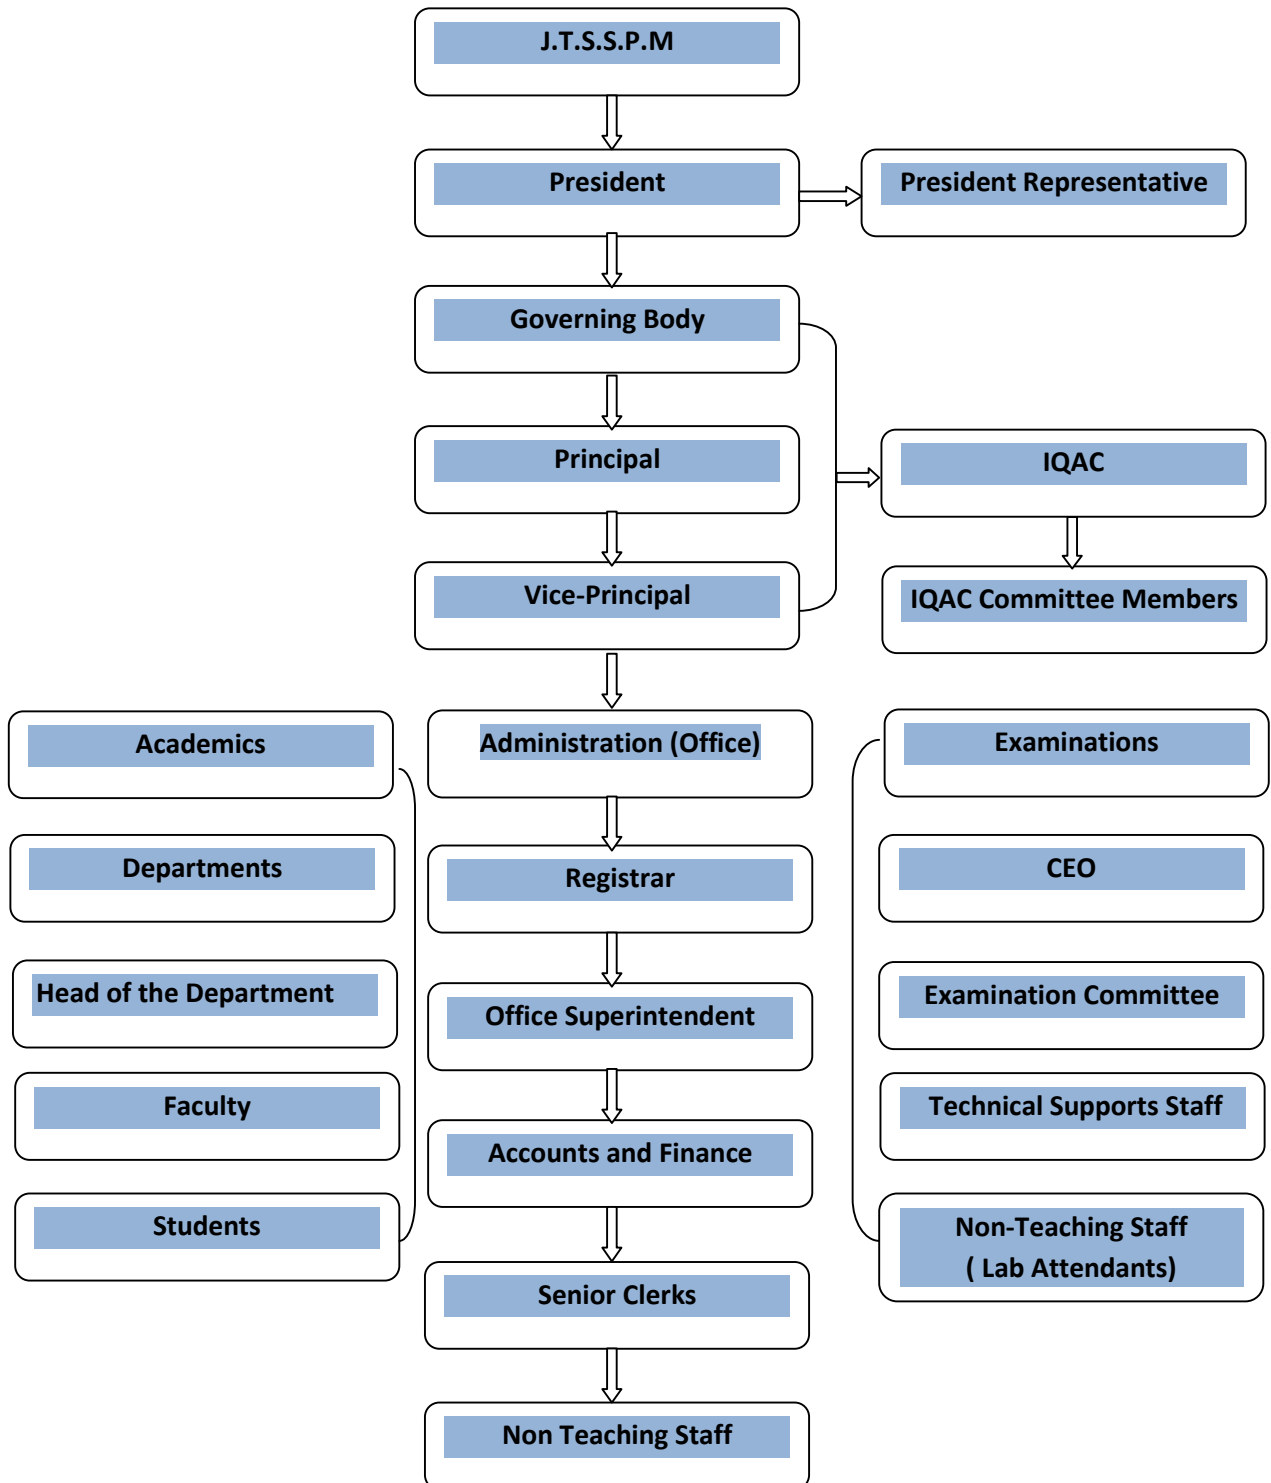 J.T.S.S.P.M
President
President Representative
Governing Body
Principal
IQAC
Vice-Principal
IQAC Committee Members
Academics
Administration (Office)
Examinations
Departments
Registrar
CEO
Head of the Department
Office Superintendent
Examination Committee
Faculty
Accounts and Finance
Technical Supports Staff
Students
Senior Clerks
Non-Teaching Staff
( Lab Attendants)
Non Teaching Staff